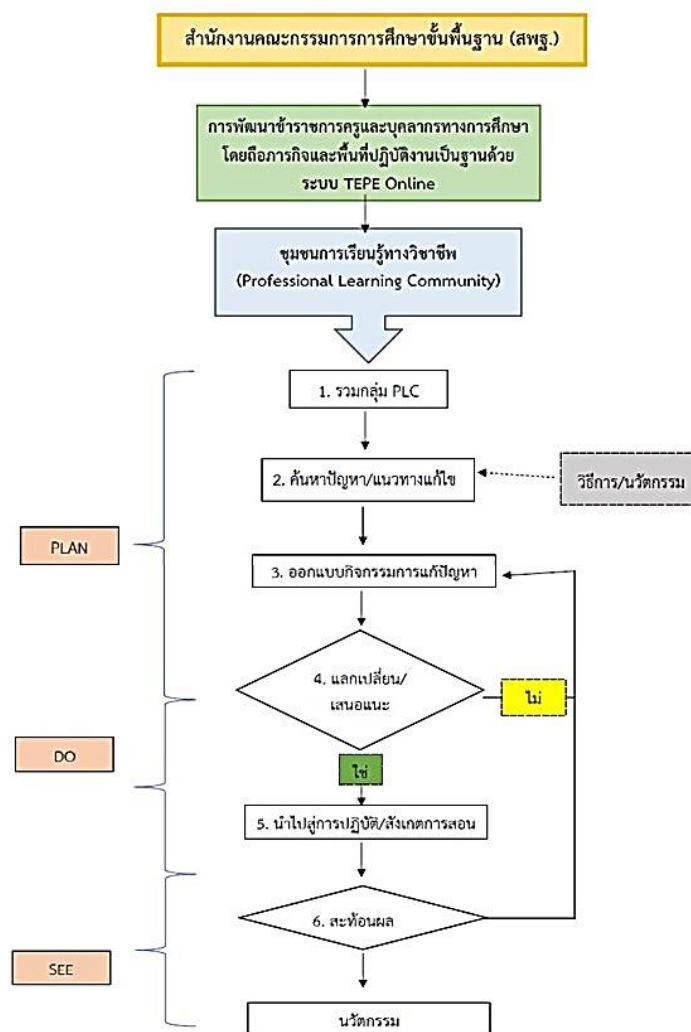 สำนักงานคณะกรรมการการศึกษาขั้นพื้นฐาน (สพฐ.)
การพัฒนาข้าราชการครูและบุคลากรทางการศึกษา
โดยถือภารกิจและพื้นที่ปฏิบัติงานเป็นฐานด้วย
ระบบ TEPE Online
ชุมชนการเรียนรู้ทางวิชาชีพ
(Professional Learning Community)
1. รวมกลุ่ม PLC
2. ค้นหาปัญหา/แนวทางแก้ไข
วิธีการ/นวัตกรรม
PLAN
3. ออกแบบกิจกรรมการแก้ปัญหา
4. แลกเปลี่ยน/
เสนอแนะ
ไม่
DO
ใช่
5. นำไปสู่การปฏิบัติ/สังเกตการสอน
6. สะท้อนผล
SEE
นวัตกรรม